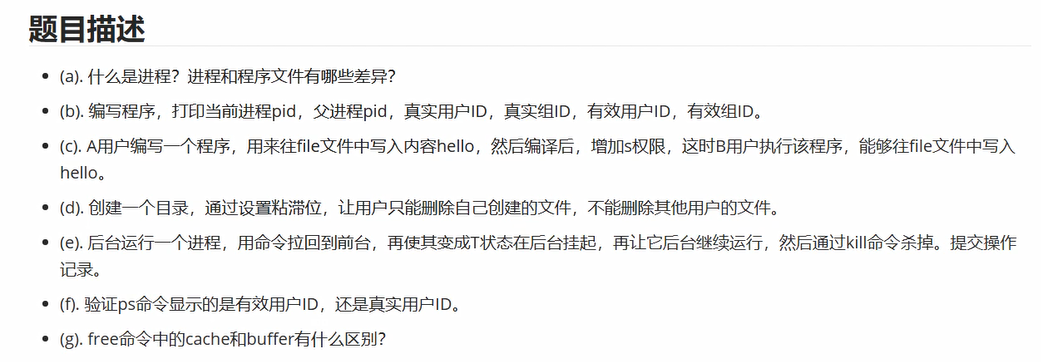 题目描述
(a). 什么是进程？进程和程序文件有哪些差异？
(b). 编写程序，打印当前进程pid，父进程pid，真实用户ID，真实组ID，有效用户ID，有效组ID。
(c). A用户编写一个程序，用来往file文件中写入内容hello，然后编译后，增加s权限，这时B用户执行该程序，能够往file文件中写入
hello。
(d). 创建一个目录，通过设置粘滞位，让用户只能删除自己创建的文件，不能删除其他用户的文件。
(e). 后台运行一个进程，用命令拉回到前台，再使其变成T状态在后台挂起，再让它后台继续运行，然后通过kill命令杀掉。提交操作
记录。
(f). 验证ps命令显示的是有效用户ID，还是真实用户ID。
(g). free命令中的cache和buffer有什么区别？